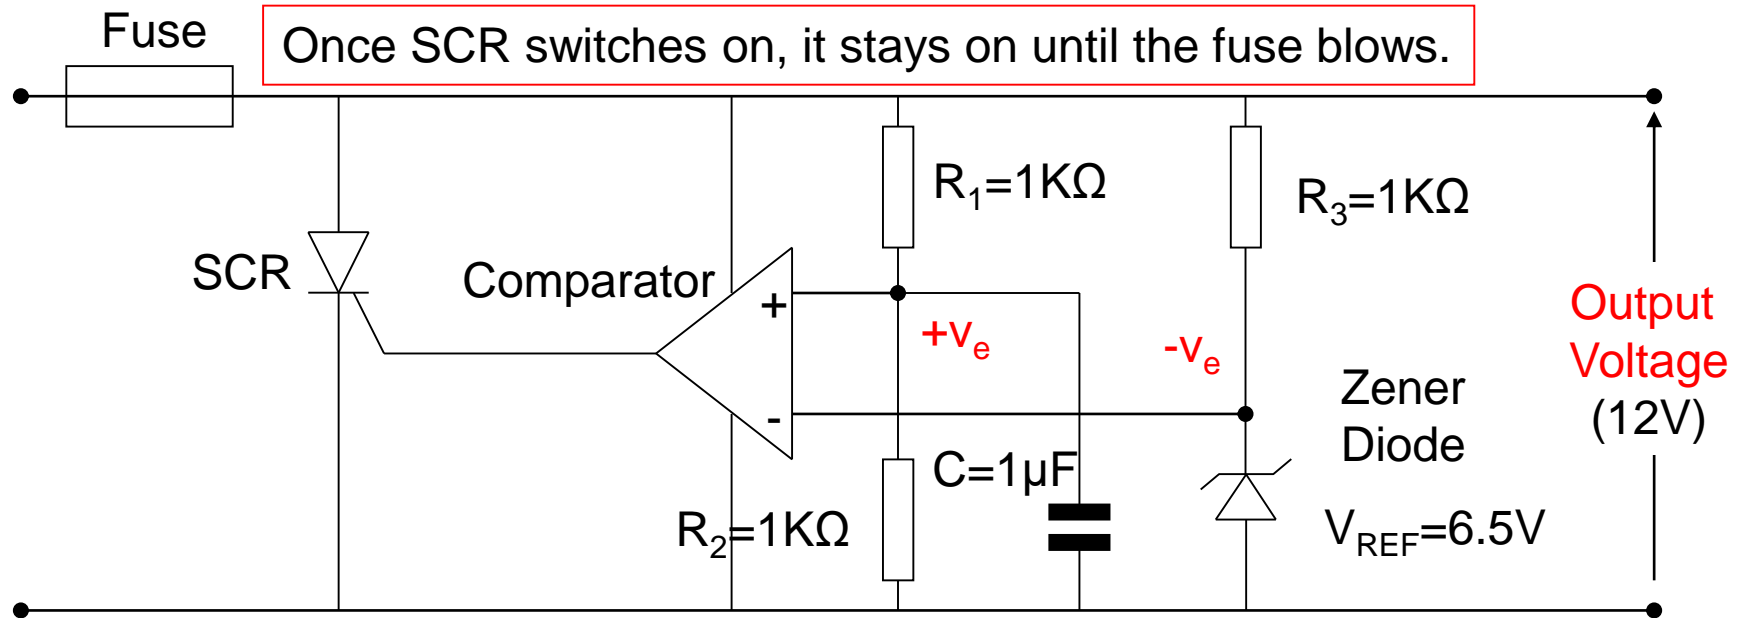 Fuse
Once SCR switches on, it stays on until the fuse blows.
R₁=1KΩ
R₃=1KΩ
SCR
Comparator
+
+vₑ
-vₑ
Output
Voltage
(12V)
Zener
Diode
-
C=1µF
R₂=1KΩ
V_REF=6.5V